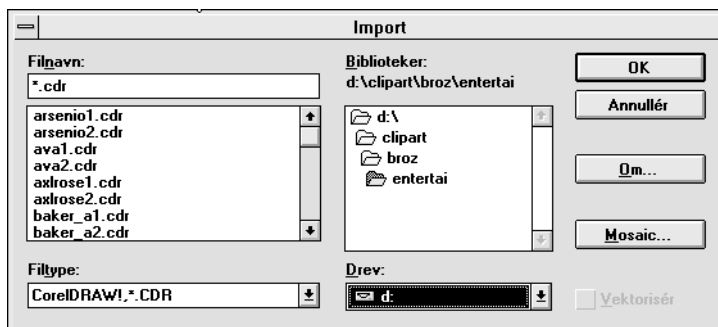 Import
Filnavn:
*.cdr
arsenio1.cdr
arsenio2.cdr
ava1.cdr
ava2.cdr
axlrose1.cdr
axlrose2.cdr
baker_a1.cdr
baker_a2.cdr
Filtype:
CorelDRAW!,*.CDR
Biblioteker:
d:\clipart\broz\entertai
d:\
clipart
broz
entertai
Drev:
d:
OK
Annullér
Om...
Mosaic...
Vektorisér